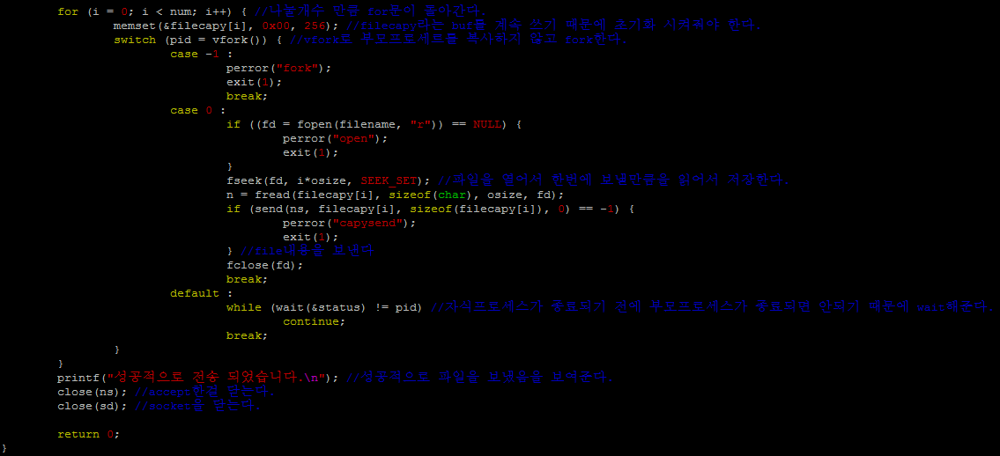 for (i = 0; i < num; i++) { //나눌개수 만큼 for문이 돌아간다.
memset(&filecapy[i], 0x00, 256); //filecapy라는 buf를 계속 쓰기 때문에 초기화 시켜줘야 한다.
switch (pid = vfork()) { //vfork로 부모프로세르를 복사하지 않고 fork한다.
case -1 :
perror("fork");
exit(1);
break;
case 0 :
if ((fd = fopen(filename, "r")) == NULL) {
perror("open");
exit(1);
}
fseek(fd, i*osize, SEEK_SET); //파일을 열어서 한번에 보낼만큼을 읽어서 저장한다.
n = fread(filecapy[i], sizeof(char), osize, fd);
if (send(ns, filecapy[i], sizeof(filecapy[i]), 0) == -1) {
perror("capysend");
exit(1);
} //file내용을 보낸다
fclose(fd);
break;
default :
while (wait(&status) != pid) //자식프로세스가 종료되기 전에 부모프로세스가 종료되면 안되기 때문에 wait해준다.
continue;
break;
}
}
printf("성공적으로 전송 되었습니다.\n"); //성공적으로 파일을 보냇음을 보여준다.
close(ns); //accept한걸 닫는다.
close(sd); //socket을 닫는다.
return 0;
}